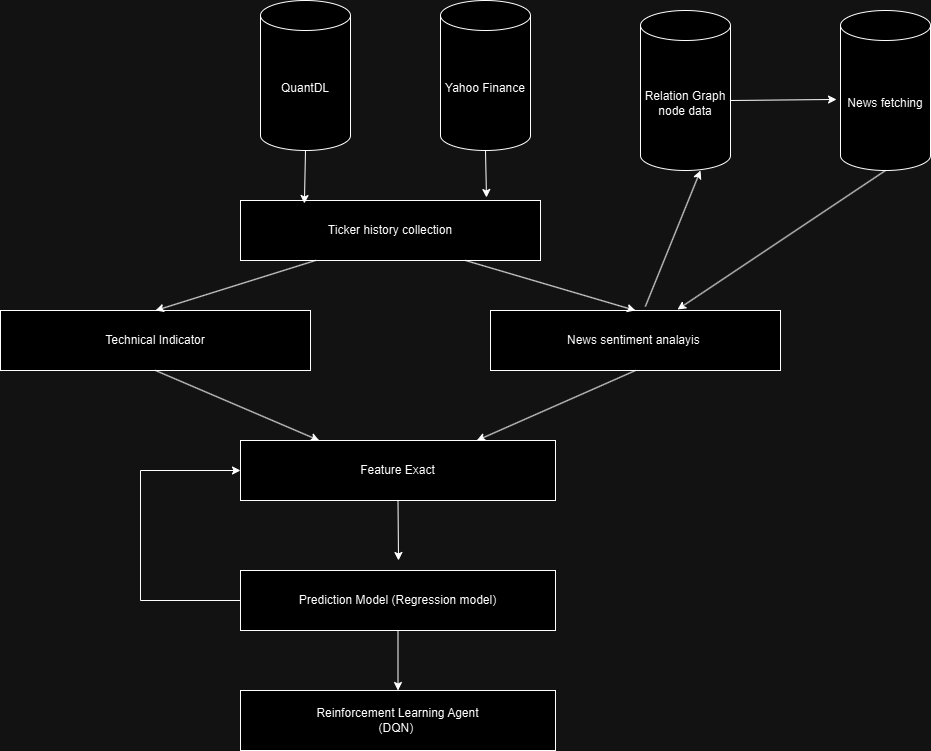 QuantDL
Yahoo Finance
Relation Graph
node data
News fetching
Ticker history collection
Technical Indicator
News sentiment analayis
Feature Exact
Prediction Model (Regression model)
Reinforcement Learning Agent
(DQN)